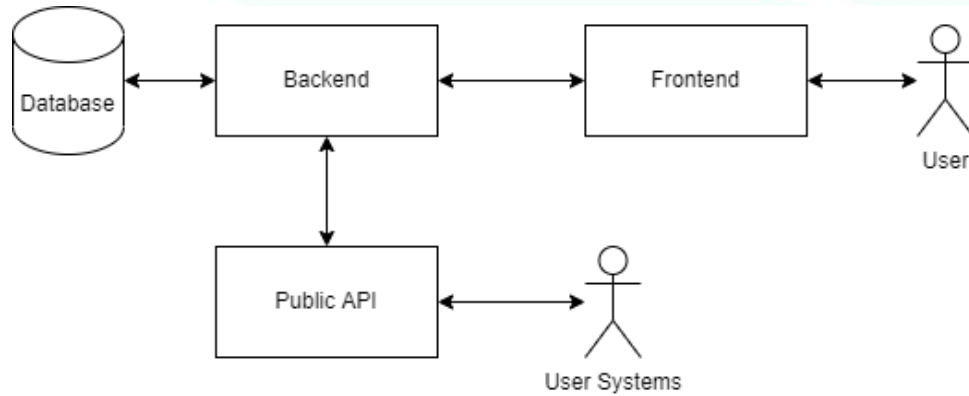 Database
Backend
Frontend
User
Public API
User Systems